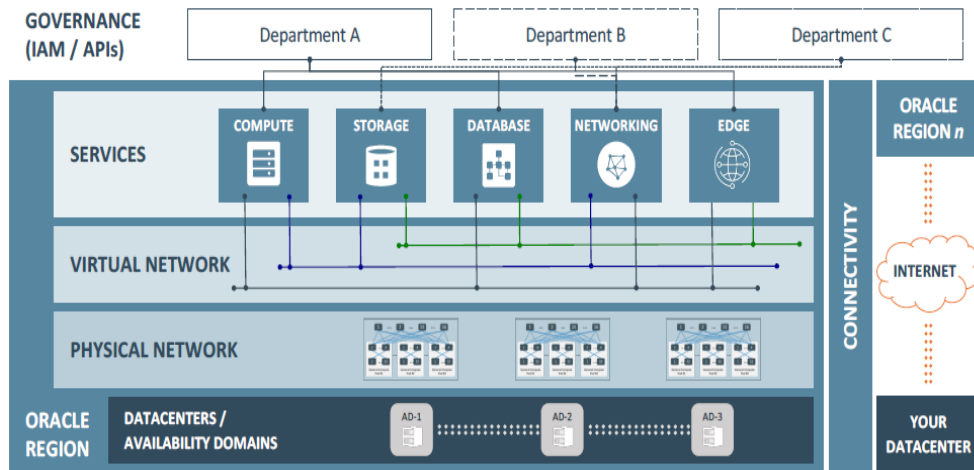 GOVERNANCE
(IAM / APIs)
Department A
Department B
Department C
COMPUTE
STORAGE
DATABASE
NETWORKING
EDGE
SERVICES
VIRTUAL NETWORK
PHYSICAL NETWORK
ORACLE
REGION
DATACENTERS /
AVAILABILITY DOMAINS
AD-1
AD-2
AD-3
CONNECTIVITY
ORACLE
REGION n
INTERNET
YOUR
DATACENTER